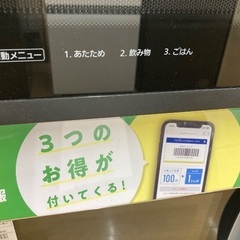 動メニュー
1. あたため 2. 飲み物 3. ごはん
3つの
お得が
付いてくる!
100
報